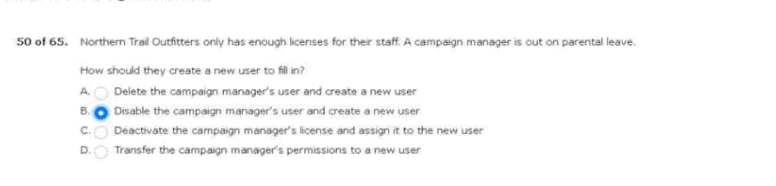 50 of 65. Northern Trail Outfitters only has enough licenses for their staff. A campaign manager is out on parental leave.
How should they create a new user to fill in?
A. Delete the campaign manager's user and create a new user
B. Disable the campaign manager's user and create a new user
C. Deactivate the campaign manager's license and assign it to the new user
D. Transfer the campaign manager's permissions to a new user